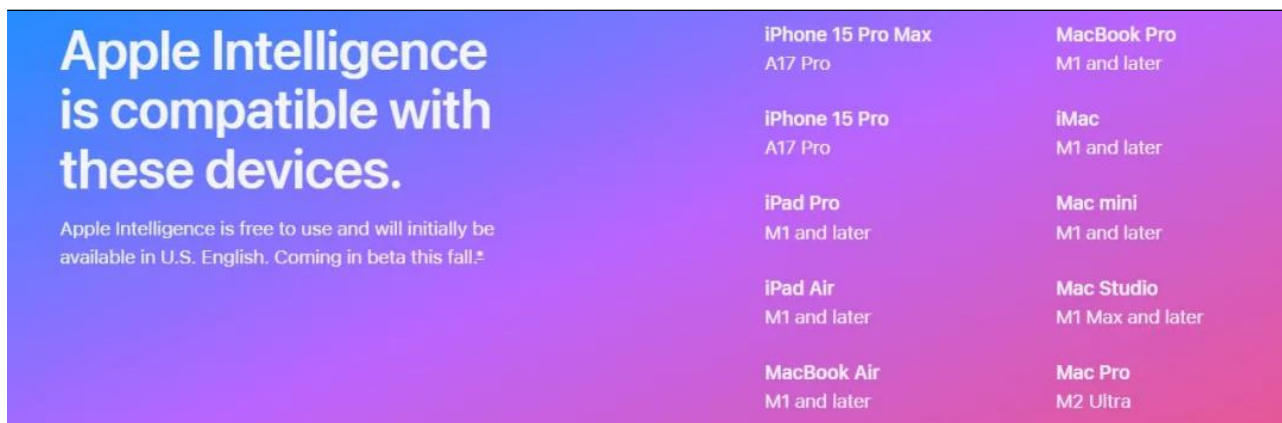 Apple Intelligence
is compatible with
these devices.
Apple Intelligence is free to use and will initially be
available in U.S. English. Coming in beta this fall.*
iPhone 15 Pro Max
A17 Pro
iPhone 15 Pro
A17 Pro
iPad Pro
M1 and later
iPad Air
M1 and later
MacBook Air
M1 and later
MacBook Pro
M1 and later
iMac
M1 and later
Mac mini
M1 and later
Mac Studio
M1 Max and later
Mac Pro
M2 Ultra